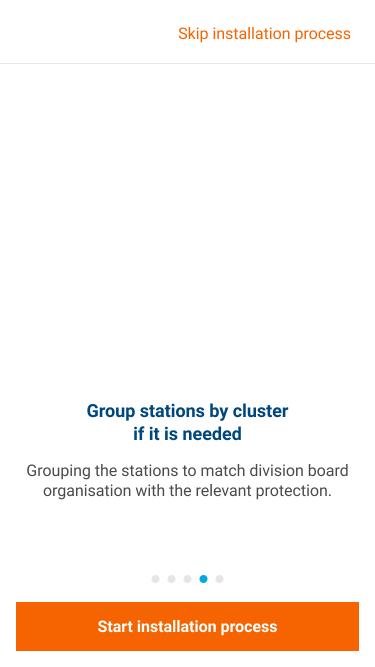 Skip installation process
Group stations by cluster
if it is needed
Grouping the stations to match division board
organisation with the relevant protection.
Start installation process